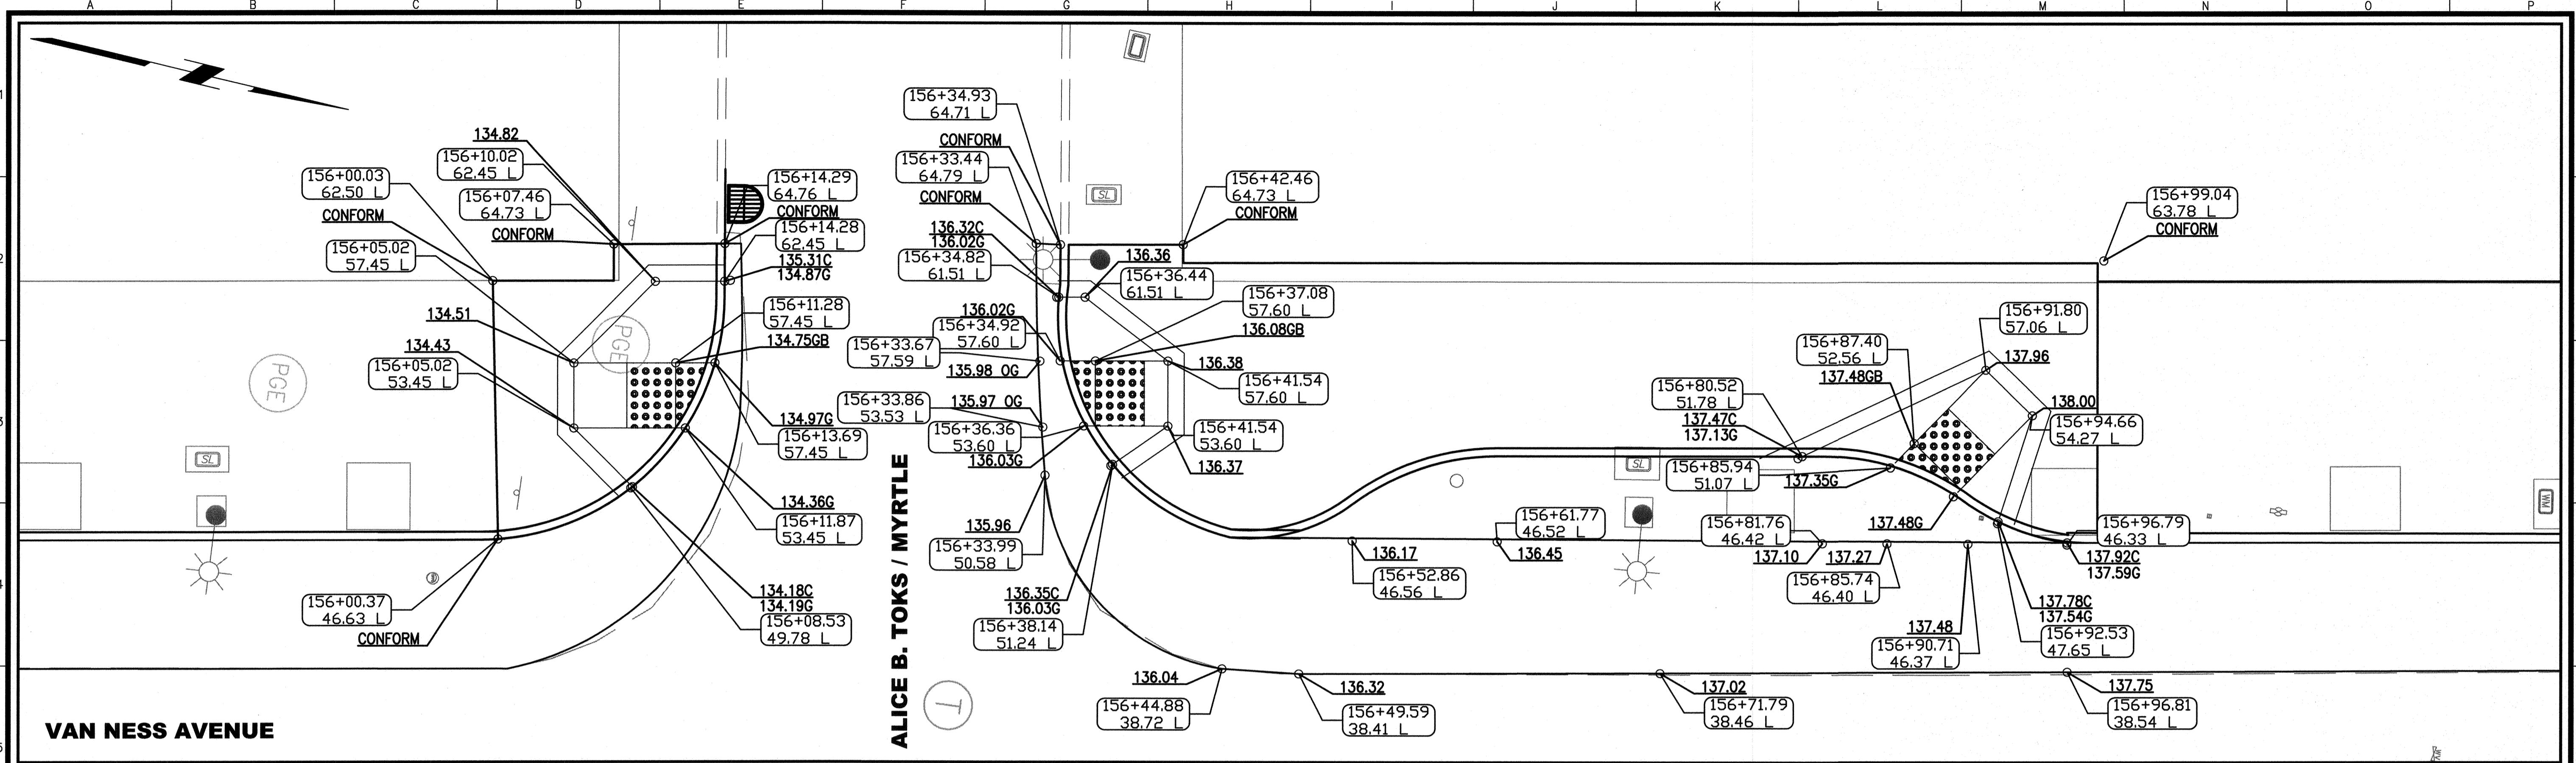 A B C D E F G H I J K L M N O P
1
2
3
4
5
134.82
156+10.02
62.45 L
156+00.03
62.50 L
156+07.46
64.73 L
CONFORM
CONFORM
156+05.02
57.45 L
134.51
134.43
156+05.02
53.45 L
156+14.29
64.76 L
CONFORM
156+14.28
62.45 L
135.31C
134.87G
156+11.28
57.45 L
134.75GB
134.97G
156+13.69
57.45 L
134.36G
156+11.87
53.45 L
134.18C
134.19G
156+08.53
49.78 L
156+00.37
46.63 L
CONFORM
PGE
PGE
SL
VAN NESS AVENUE
ALICE B. TOKS / MYRTLE
T
156+34.93
64.71 L
CONFORM
156+33.44
64.79 L
CONFORM
136.32C
136.02G
156+34.82
61.51 L
136.02G
156+34.92
57.60 L
156+33.67
57.59 L
135.98 OG
135.97 OG
156+33.86
53.53 L
156+36.36
53.60 L
136.03G
135.96
156+33.99
50.58 L
136.35C
136.03G
156+38.14
51.24 L
SL
156+42.46
64.73 L
CONFORM
136.36
156+36.44
61.51 L
156+37.08
57.60 L
136.08GB
136.38
156+41.54
57.60 L
156+41.54
53.60 L
136.37
136.17
156+52.86
46.56 L
156+61.77
46.52 L
136.45
136.04
156+44.88
38.72 L
136.32
156+49.59
38.41 L
137.02
156+71.79
38.46 L
137.75
156+96.81
38.54 L
SL
156+80.52
51.78 L
137.47C
137.13G
156+85.94
51.07 L
137.35G
156+87.40
52.56 L
137.48GB
156+91.80
57.06 L
137.96
138.00
156+94.66
54.27 L
156+99.04
63.78 L
CONFORM
137.48G
156+81.76
46.42 L
137.10
137.27
156+85.74
46.40 L
137.48
156+90.71
46.37 L
156+96.79
46.33 L
137.92C
137.59G
137.78C
137.54G
156+92.53
47.65 L
WM